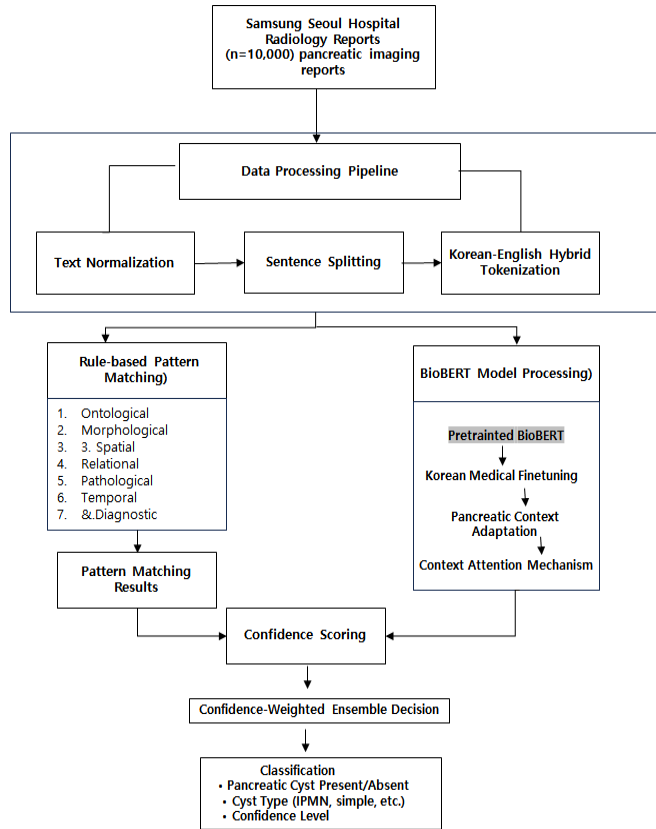 Samsung Seoul Hospital
Radiology Reports
(n=10,000) pancreatic imaging
reports
Data Processing Pipeline
Text Normalization
Sentence Splitting
Korean-English Hybrid
Tokenization
Rule-based Pattern
Matching)
1. Ontological
2. Morphological
3. 3. Spatial
4. Relational
5. Pathological
6. Temporal
7. &.Diagnostic
Pattern Matching
Results
BioBERT Model Processing)
Pretrainted BioBERT
Korean Medical Finetuning
Pancreatic Context
Adaptation
Context Attention Mechanism
Confidence Scoring
Confidence-Weighted Ensemble Decision
Classification
• Pancreatic Cyst Present/Absent
• Cyst Type (IPMN, simple, etc.)
• Confidence Level